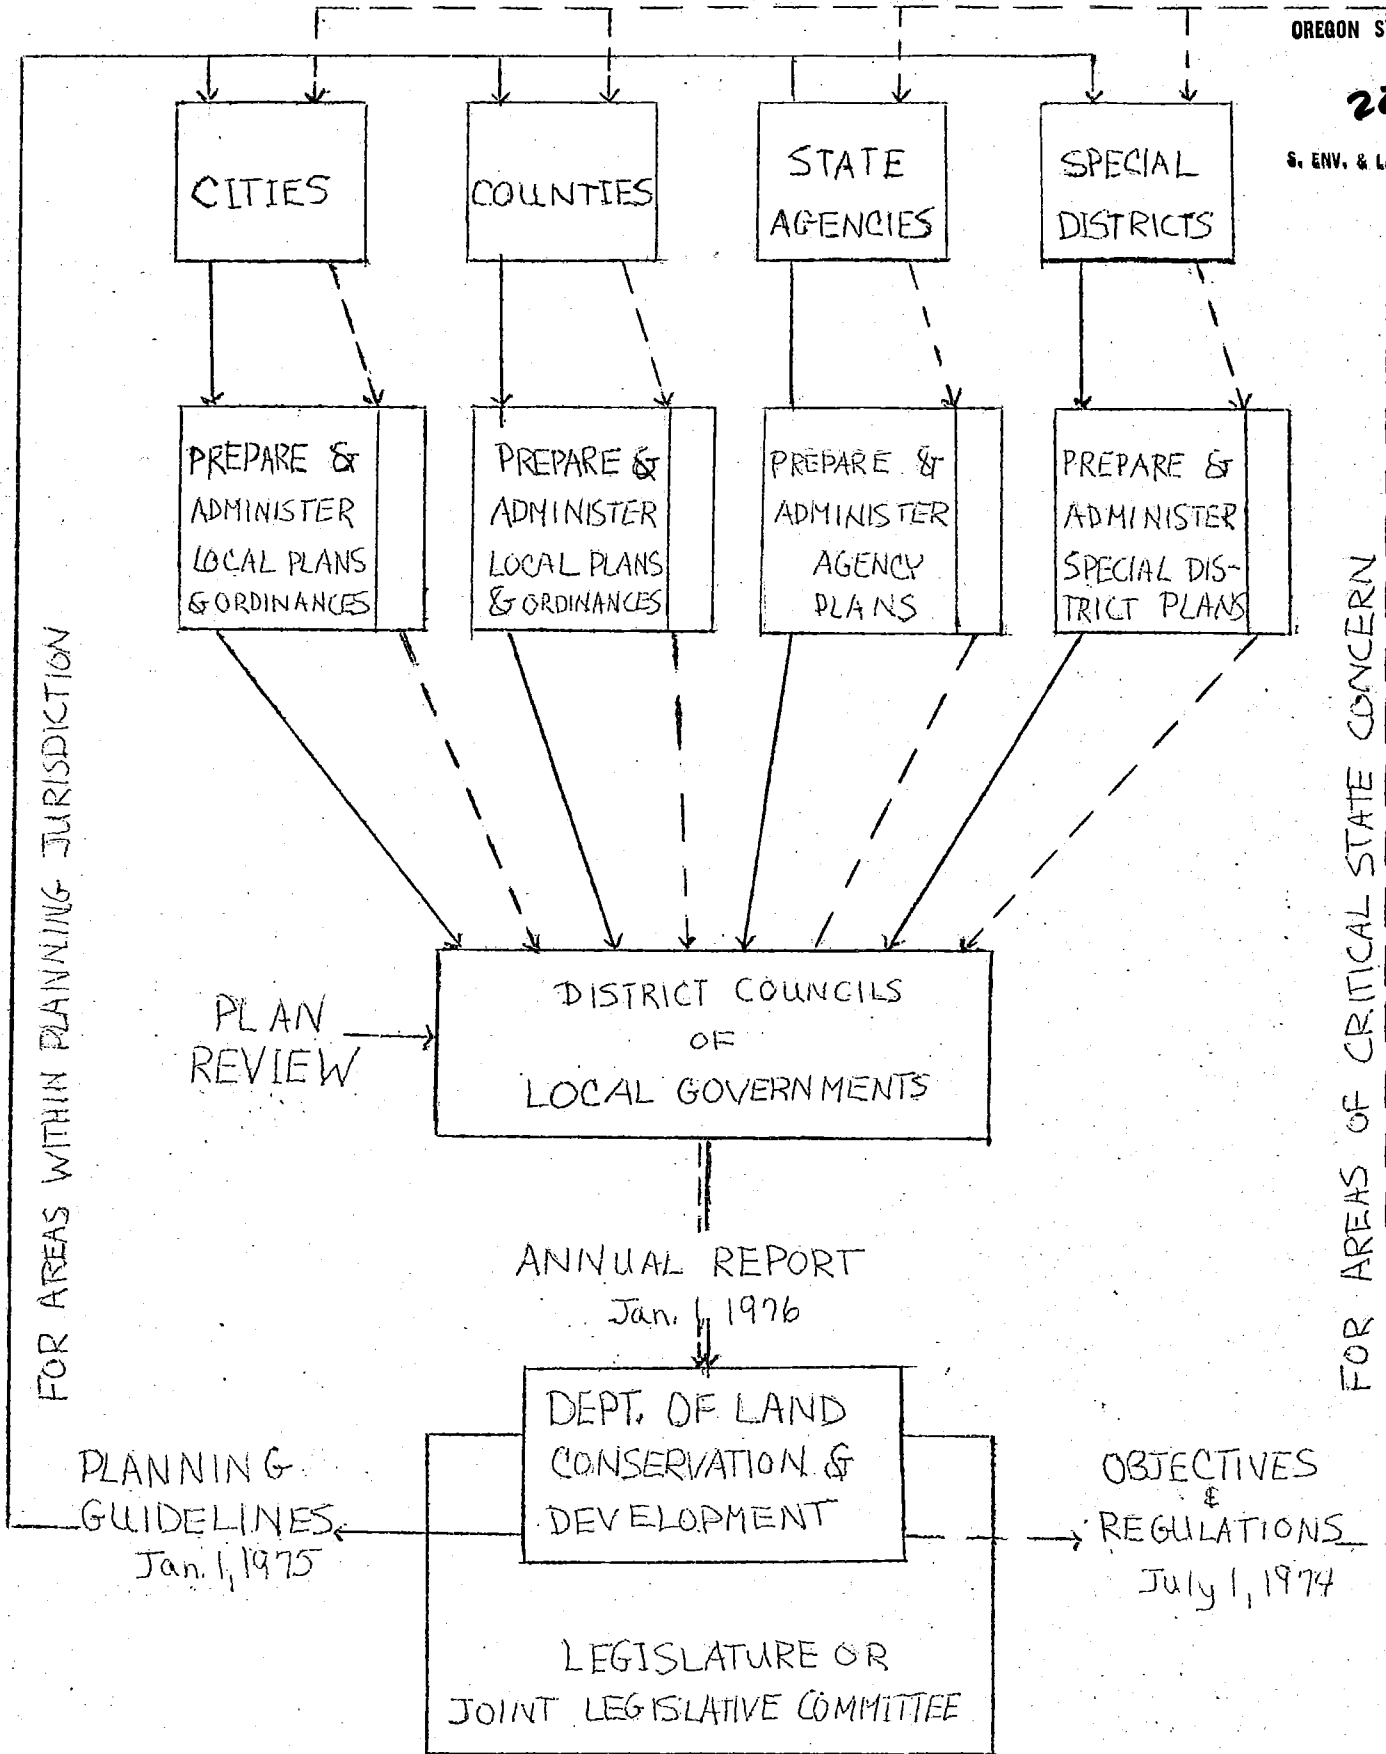 OREGON
S. ENV. &
CITIES
COUNTIES
STATE
AGENCIES
SPECIAL
DISTRICTS
PREPARE &
ADMINISTER
LOCAL PLANS
& ORDINANCES
PREPARE &
ADMINISTER
LOCAL PLANS
& ORDINANCES
PREPARE &
ADMINISTER
AGENCY
PLANS
PREPARE &
ADMINISTER
SPECIAL DIS-
TRICT PLANS
FOR AREAS WITHIN PLANNING JURISDICTION
FOR AREAS OF CRITICAL STATE CONCERN
PLAN
REVIEW
DISTRICT COUNCILS
OF
LOCAL GOVERNMENTS
ANNUAL REPORT
Jan. 1, 1976
DEPT. OF LAND
CONSERVATION &
DEVELOPMENT
PLANNING
GUIDELINES
Jan. 1, 1975
OBJECTIVES
&
REGULATIONS
July 1, 1974
LEGISLATURE OR
JOINT LEGISLATIVE COMMITTEE